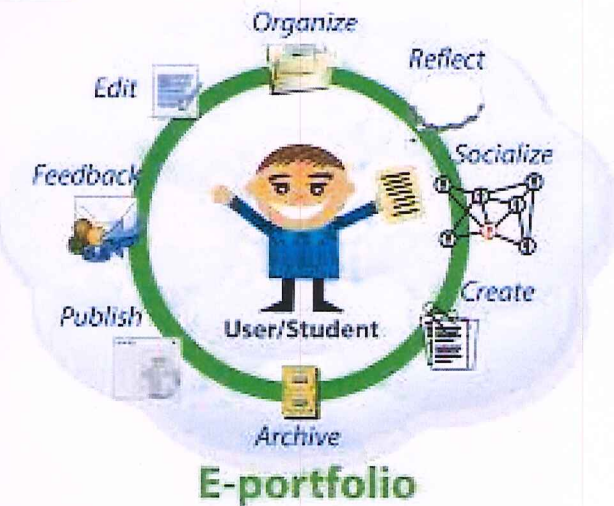 Organize
Reflect
Edit
Socialize
Feedback
Create
Publish
User/Student
Archive
E-portfolio